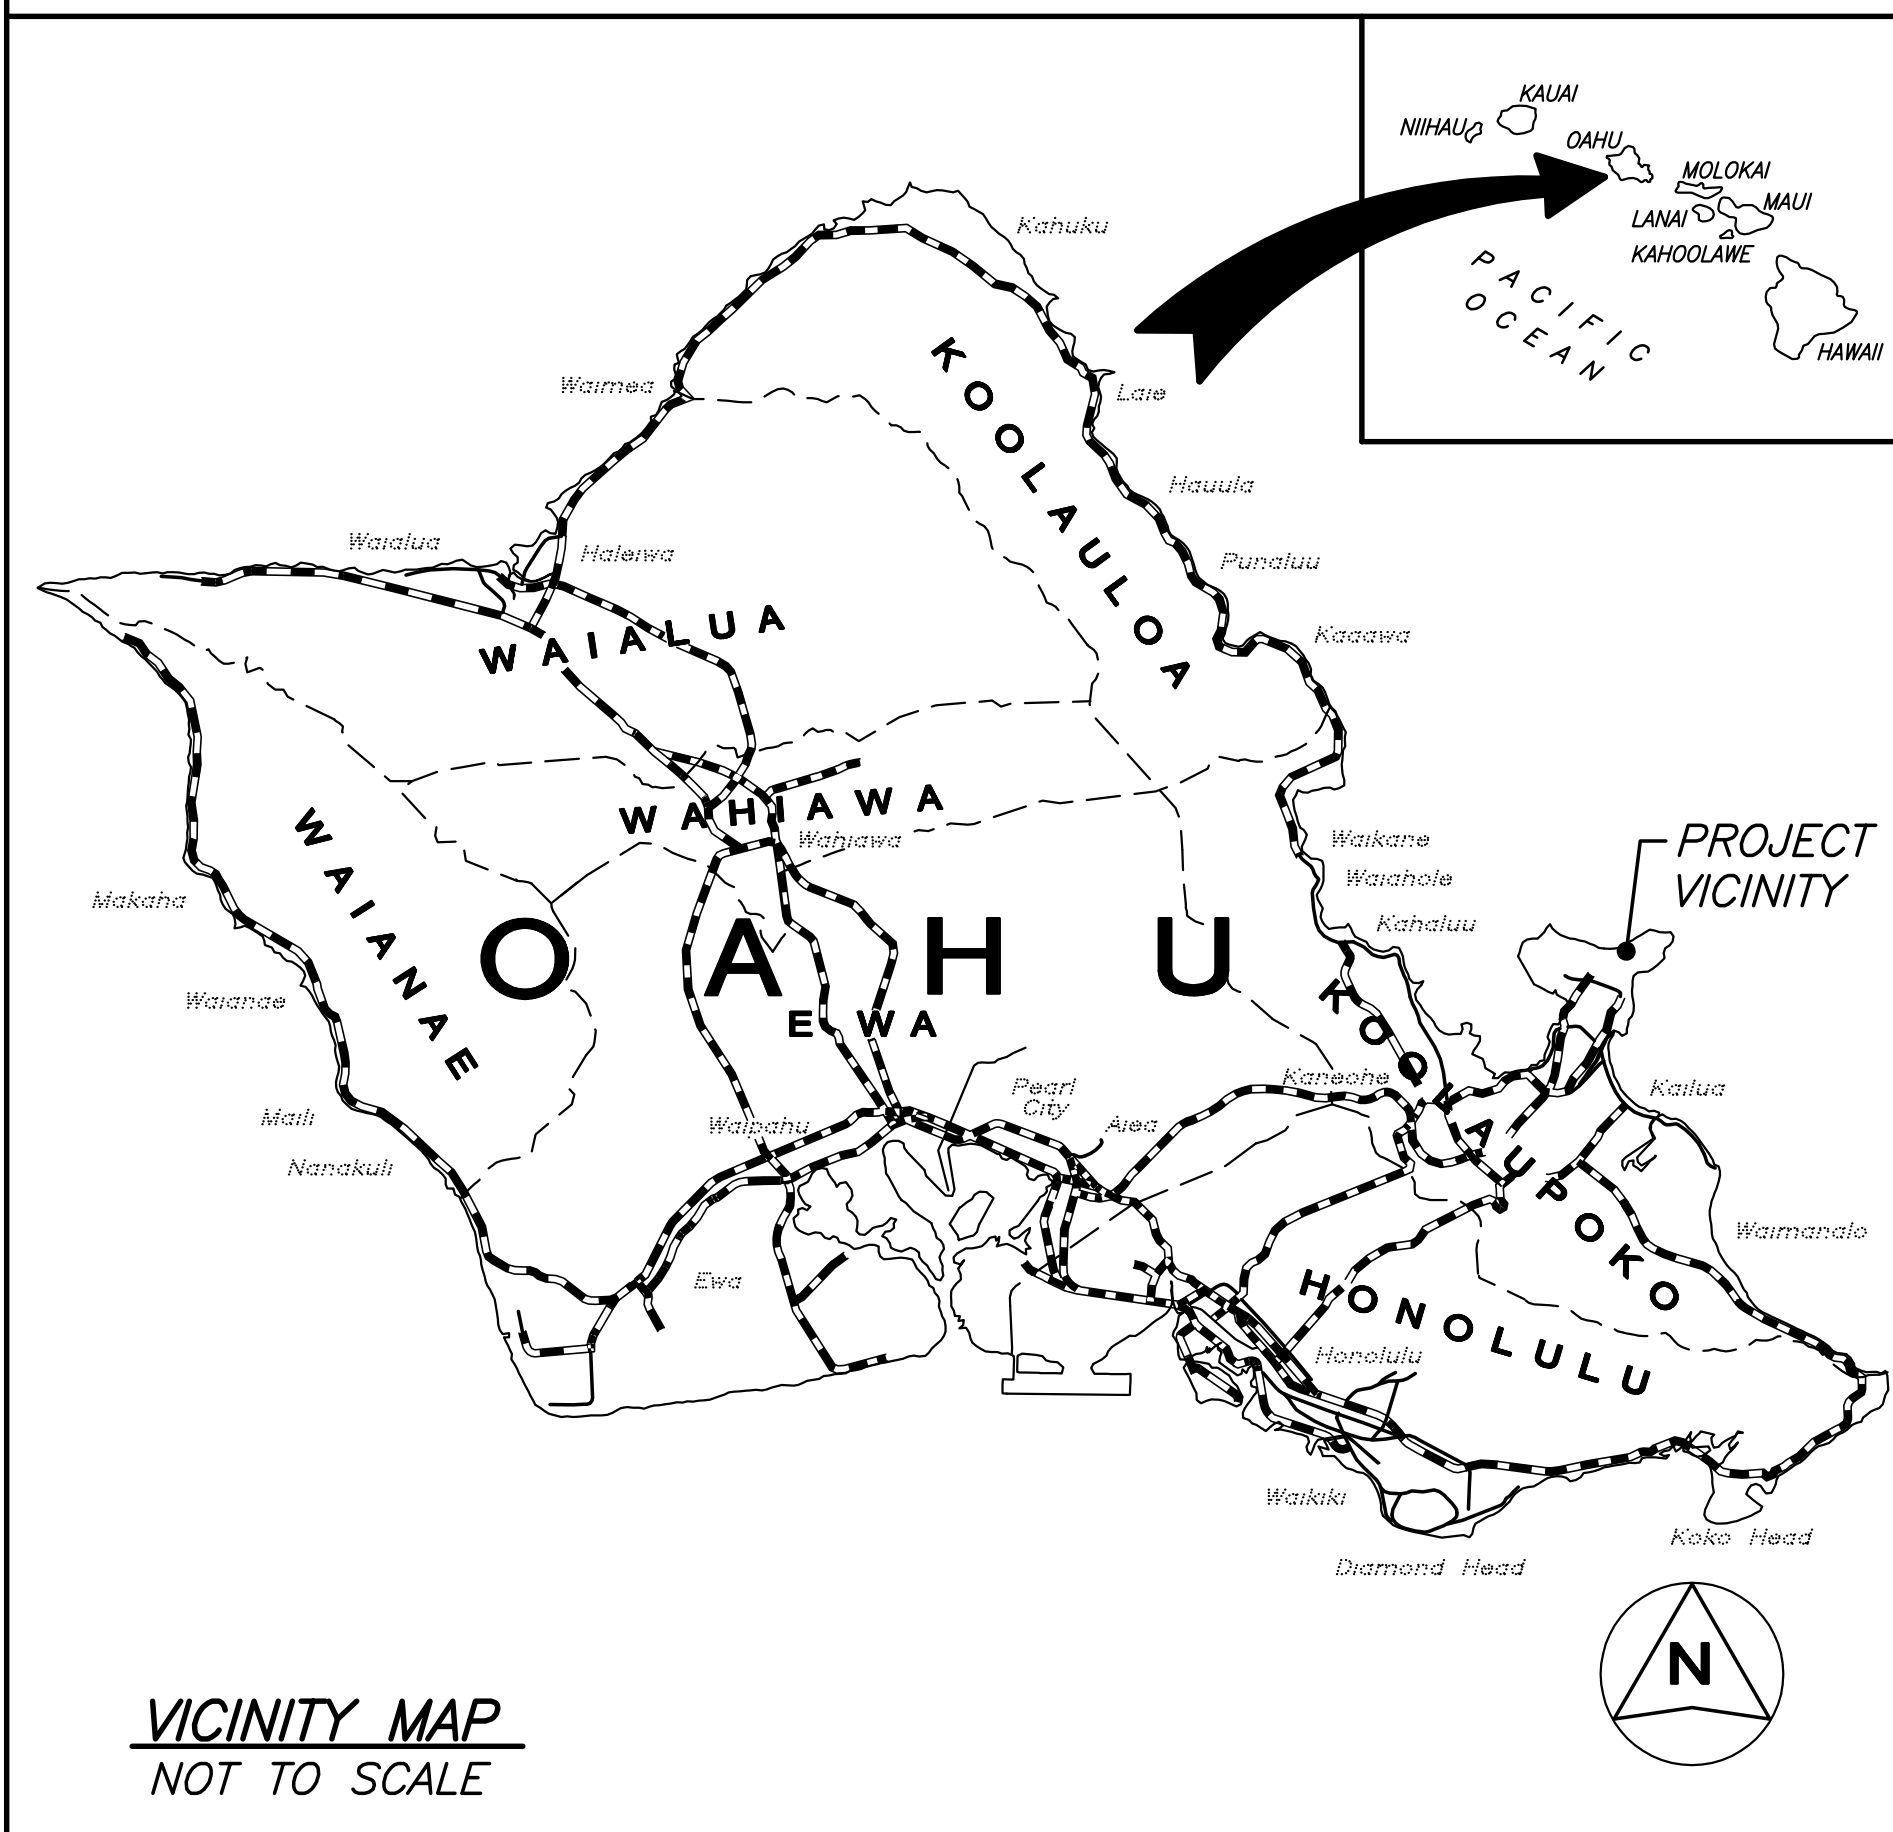 KAUAI
NIIHAU
OAHU
MOLOKAI
MAUI
LANAI
KAHOOLAWE
PACIFIC
OCEAN
HAWAII
Kahuku
Waimea
Laie
KOOLAULOA
Hauula
Waialua
Haleiwa
Punaluu
WAIALUA
Kaaawa
WAHIAWA
Wahiawa
WAIANAE
Waikane
PROJECT
VICINITY
Waiahole
Makaha
Kahaluu
OAHU
Waianae
EWA
KOOLAUPOKO
Kaneohe
Pearl
City
Kailua
Maili
Waipahu
Aiea
Nanakuli
Waimanalo
Ewa
HONOLULU
Honolulu
Waikiki
Koko Head
Diamond Head
N
VICINITY MAP
NOT TO SCALE